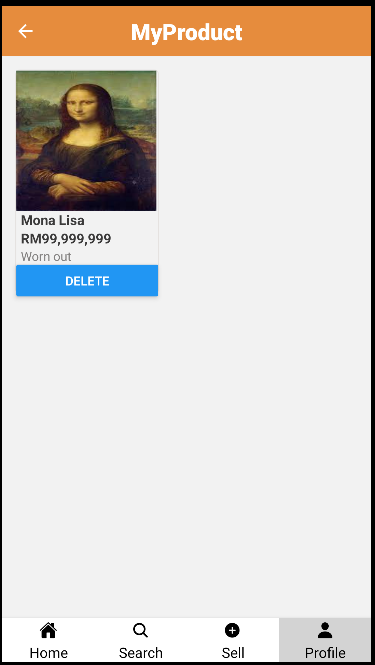 MyProduct
Mona Lisa
RM99,999,999
Worn out
DELETE
Home Search Sell Profile